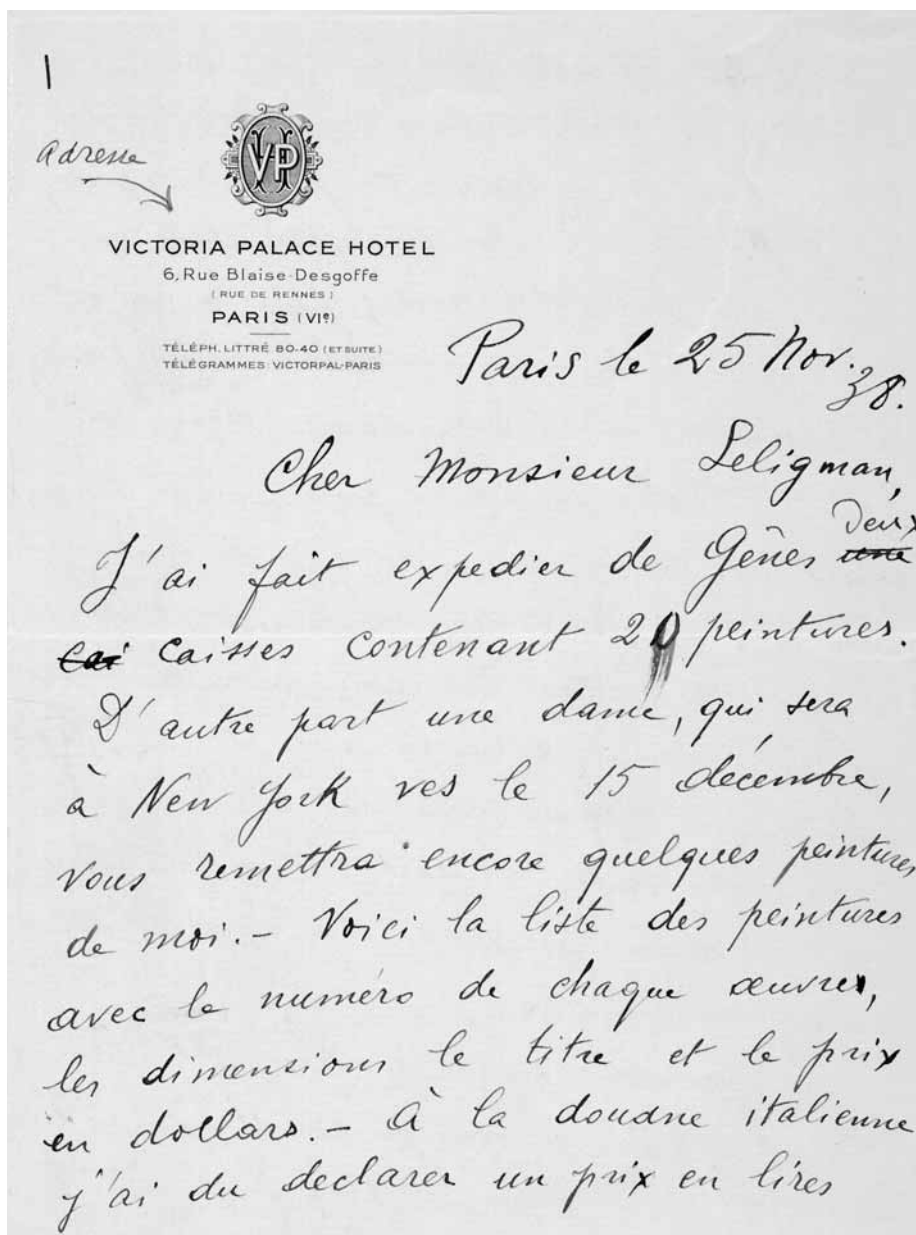 1
Adresse
VHP
VICTORIA PALACE HOTEL
6, Rue Blaise-Desgoffe
(RUE DE RENNES)
PARIS (VIe)
TÉLÉPH. LITTRÉ 80-40 (ET SUITE)
TÉLÉGRAMMES: VICTORPAL-PARIS
Paris le 25 Nov.
38.
Cher Monsieur Seligman,
J'ai fait expedier de Gênes deux une
cai caisses contenant 20 peintures.
D'autre part une dame, qui sera
à New York ves le 15 décembre,
vous remettra encore quelques peintures
de moi. – Voici la liste des peintures
avec le numéro de chaque œuvre,
les dimensions le titre et le prix
en dollars. – à la douane italienne
j'ai du declarer un prix en lires